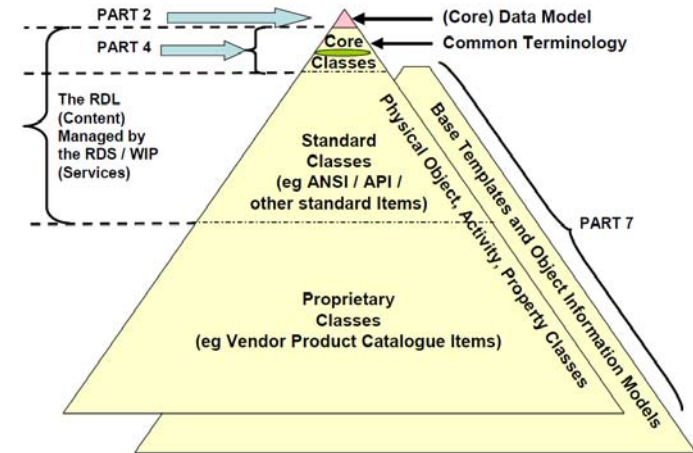 PART 2
(Core) Data Model
PART 4
Core
Common Terminology
Classes
The RDL
(Content)
Managed by
the RDS / WIP
(Services)
Standard
Classes
(eg ANSI / API /
other standard Items)
Physical Object, Activity, Property Classes
Base Templates and Object Information Models
PART 7
Proprietary
Classes
(eg Vendor Product Catalogue Items)